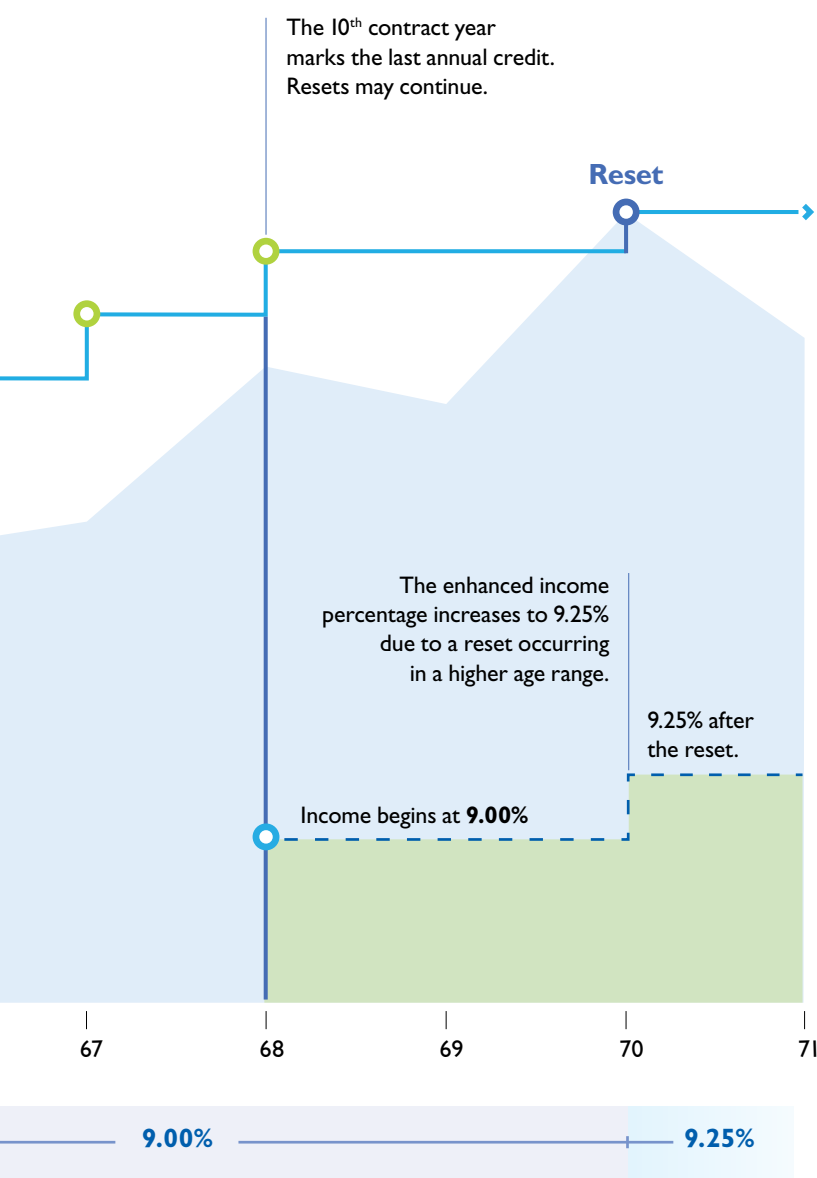 The 10th contract year
marks the last annual credit.
Resets may continue.
Reset
The enhanced income
percentage increases to 9.25%
due to a reset occurring
in a higher age range.
9.25% after
the reset.
Income begins at 9.00%
67 68 69 70 71
9.00% 9.25%